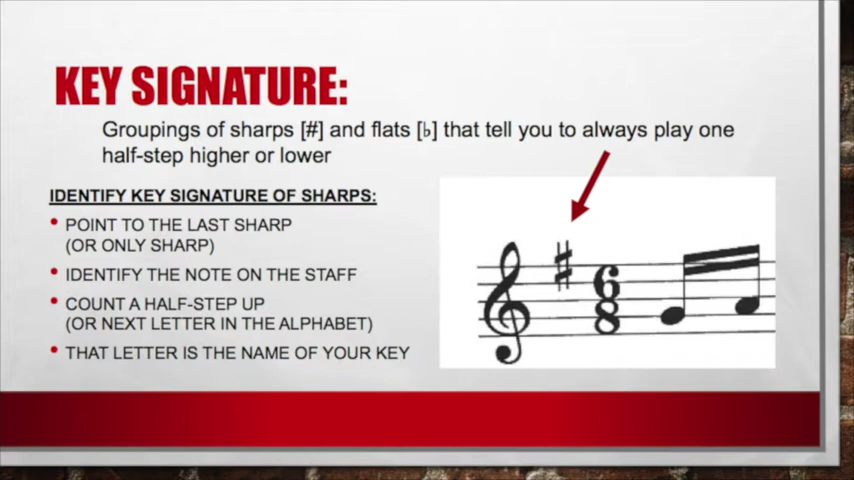 KEY SIGNATURE:
Groupings of sharps [#] and flats [♭] that tell you to always play one
half-step higher or lower
IDENTIFY KEY SIGNATURE OF SHARPS:
• POINT TO THE LAST SHARP
(OR ONLY SHARP)
• IDENTIFY THE NOTE ON THE STAFF
• COUNT A HALF-STEP UP
(OR NEXT LETTER IN THE ALPHABET)
• THAT LETTER IS THE NAME OF YOUR KEY
6
8